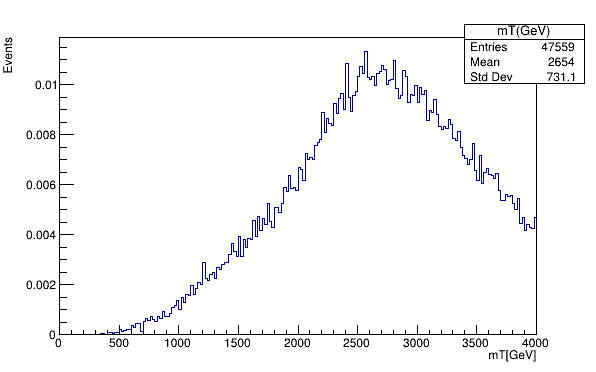 mT(GeV)
Entries 47559
Mean 2654
Std Dev 731.1
Events
0.01
0.008
0.006
0.004
0.002
0
0 500 1000 1500 2000 2500 3000 3500 4000
mT[GeV]